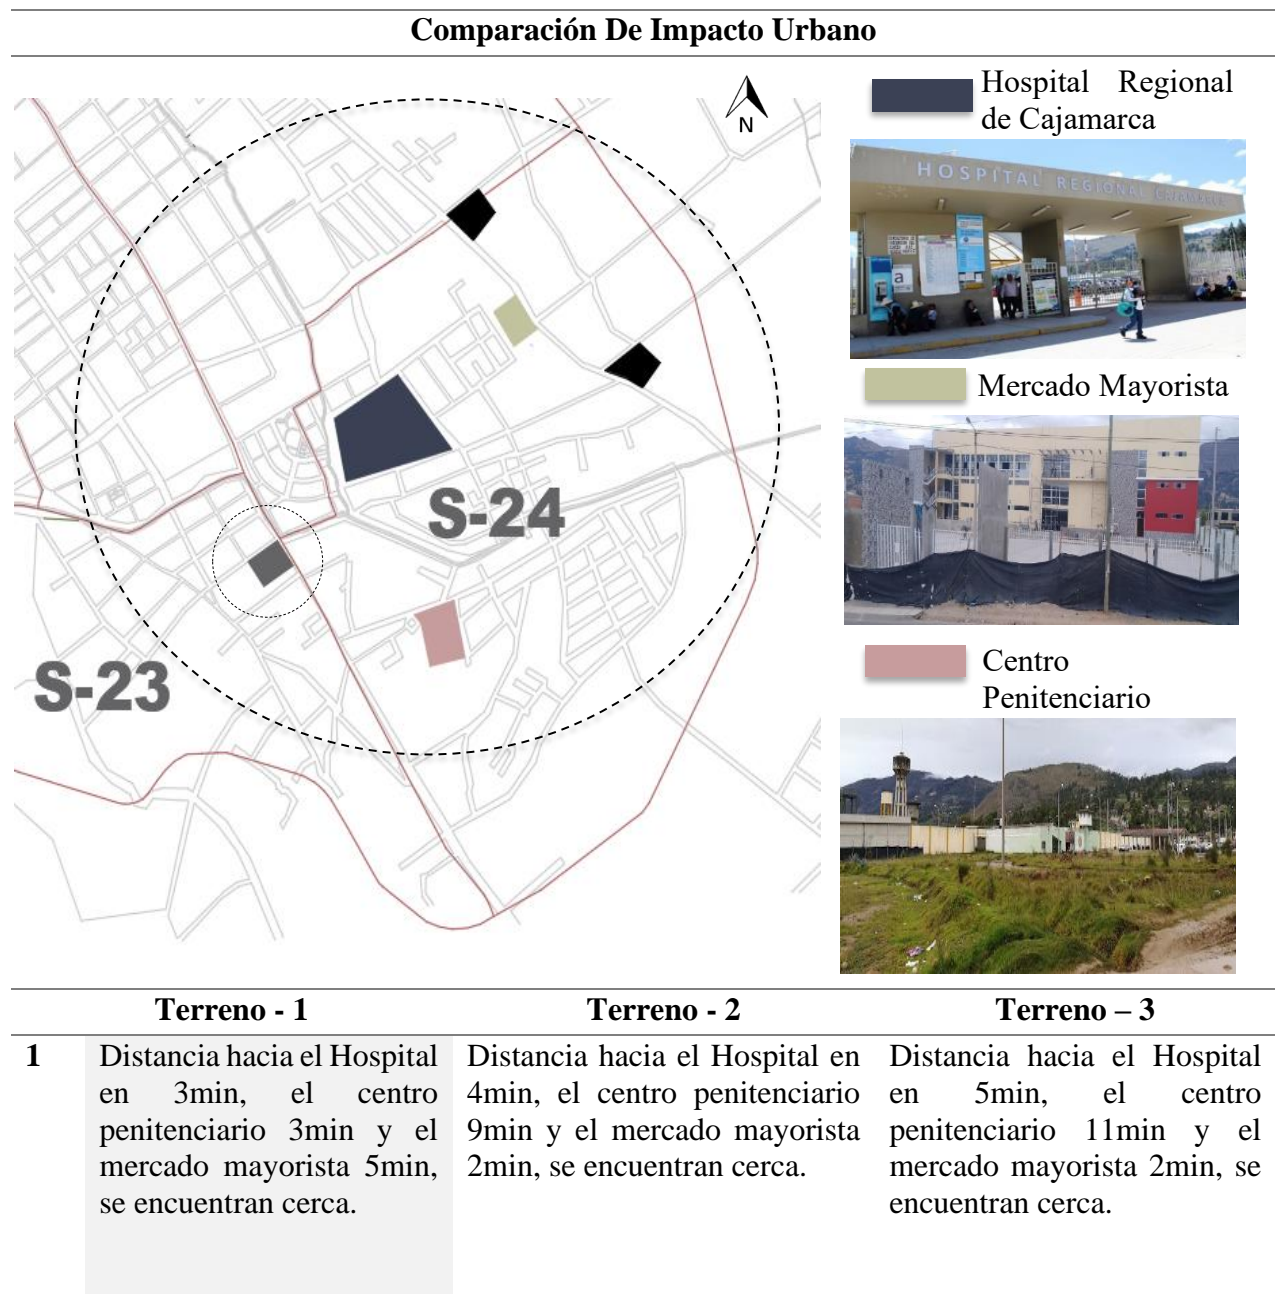 Comparación De Impacto Urbano
N
S-24
S-23
Hospital Regional
de Cajamarca
HOSPITAL REGIONAL CAJAMARCA
a
Mercado Mayorista
Centro
Penitenciario
Terreno - 1
Terreno - 2
Terreno – 3
1
Distancia hacia el Hospital
en 3min, el centro
penitenciario 3min y el
mercado mayorista 5min,
se encuentran cerca.
Distancia hacia el Hospital en
4min, el centro penitenciario
9min y el mercado mayorista
2min, se encuentran cerca.
Distancia hacia el Hospital
en 5min, el centro
penitenciario 11min y el
mercado mayorista 2min, se
encuentran cerca.